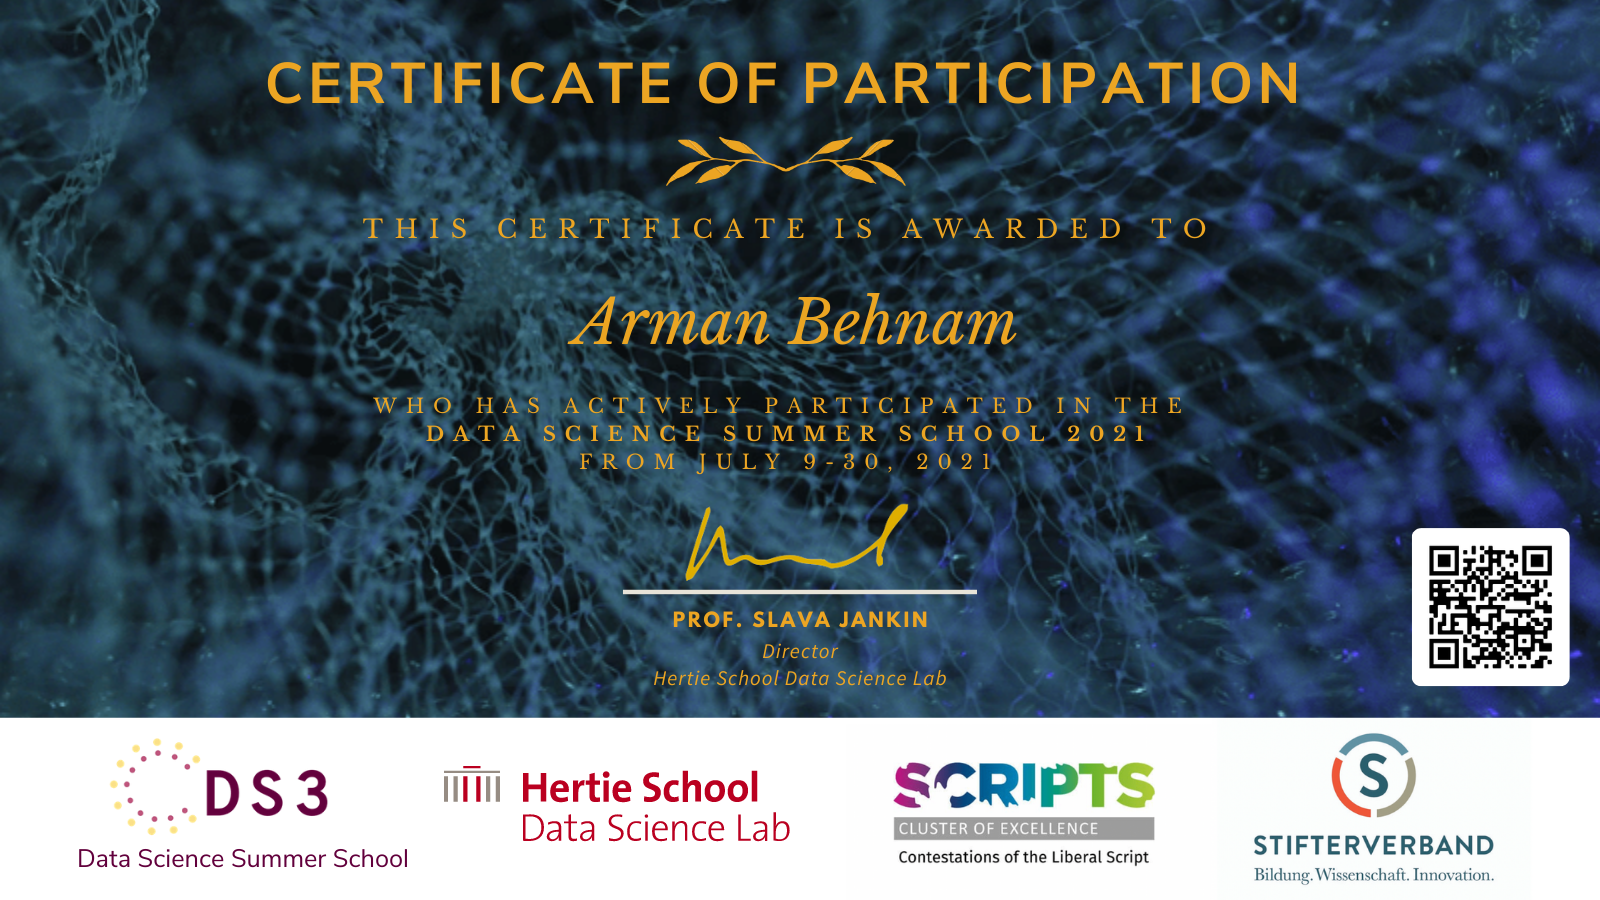 CERTIFICATE OF PARTICIPATION
THIS CERTIFICATE IS AWARDED TO
Arman Behnam
WHO HAS ACTIVELY PARTICIPATED IN THE
DATA SCIENCE SUMMER SCHOOL 2021
FROM JULY 9-30, 2021
PROF. SLAVA JANKIN
Director
Hertie School Data Science Lab
DS3
Data Science Summer School
Hertie School
Data Science Lab
SCRIPTS
CLUSTER OF EXCELLENCE
Contestations of the Liberal Script
S
STIFTERVERBAND
Bildung. Wissenschaft. Innovation.